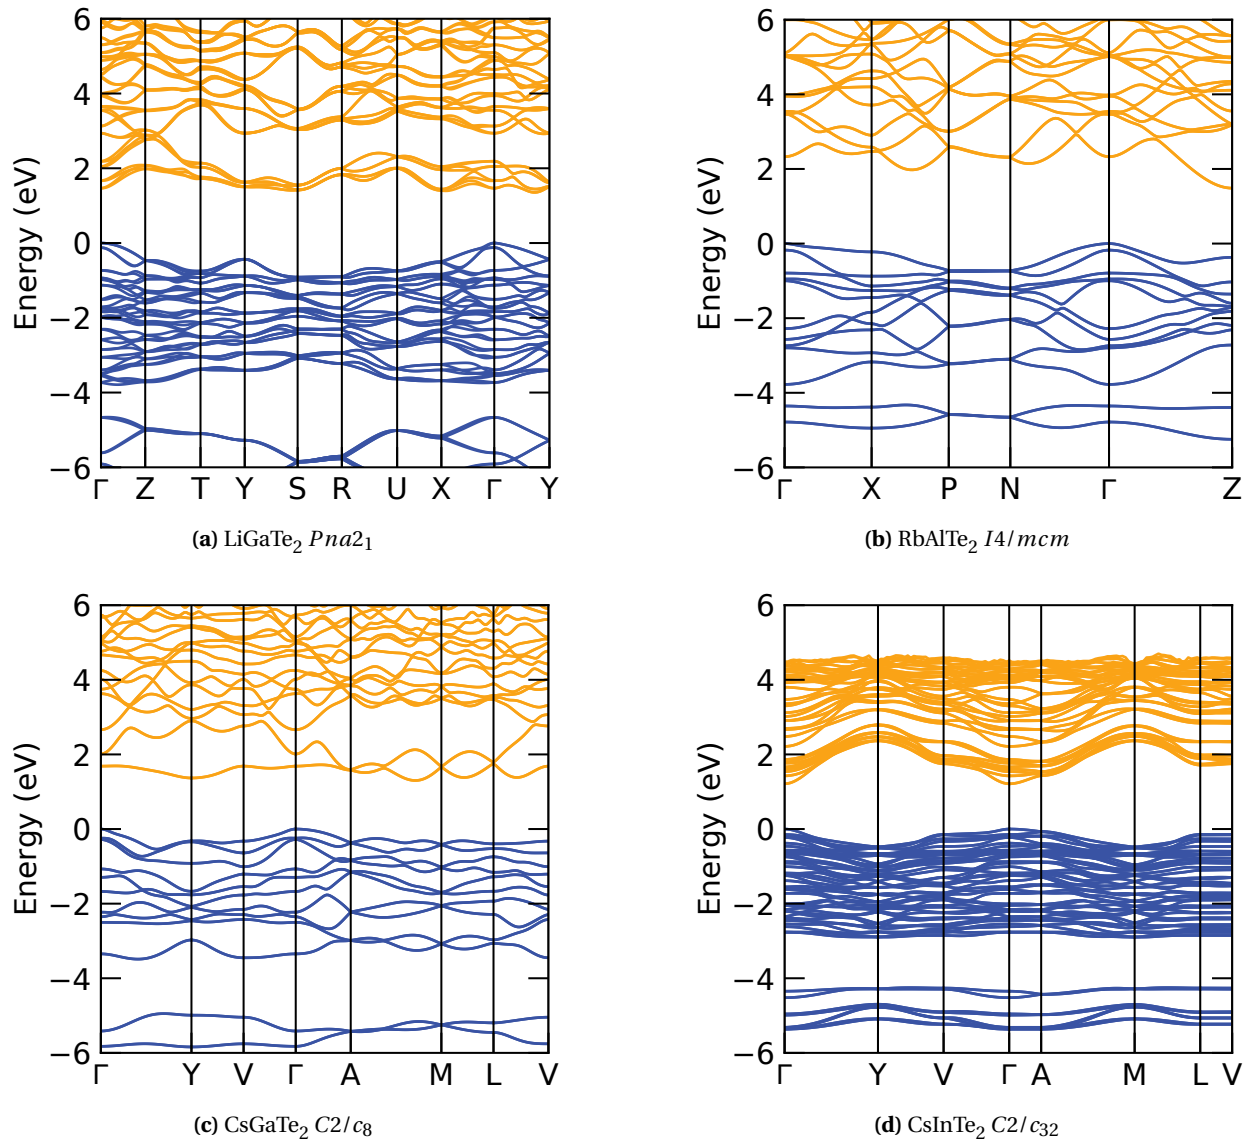 6
4
2
0
−2
−4
−6
Energy (eV)
Γ Z T Y S R U X Γ Y
(a) LiGaTe2 Pna21
6
4
2
0
−2
−4
−6
Energy (eV)
Γ X P N Γ Z
(b) RbAlTe2 I4/mcm
6
4
2
0
−2
−4
−6
Energy (eV)
Γ Y V Γ A M L V
(c) CsGaTe2 C2/c8
6
4
2
0
−2
−4
−6
Energy (eV)
Γ Y V Γ A M L V
(d) CsInTe2 C2/c32